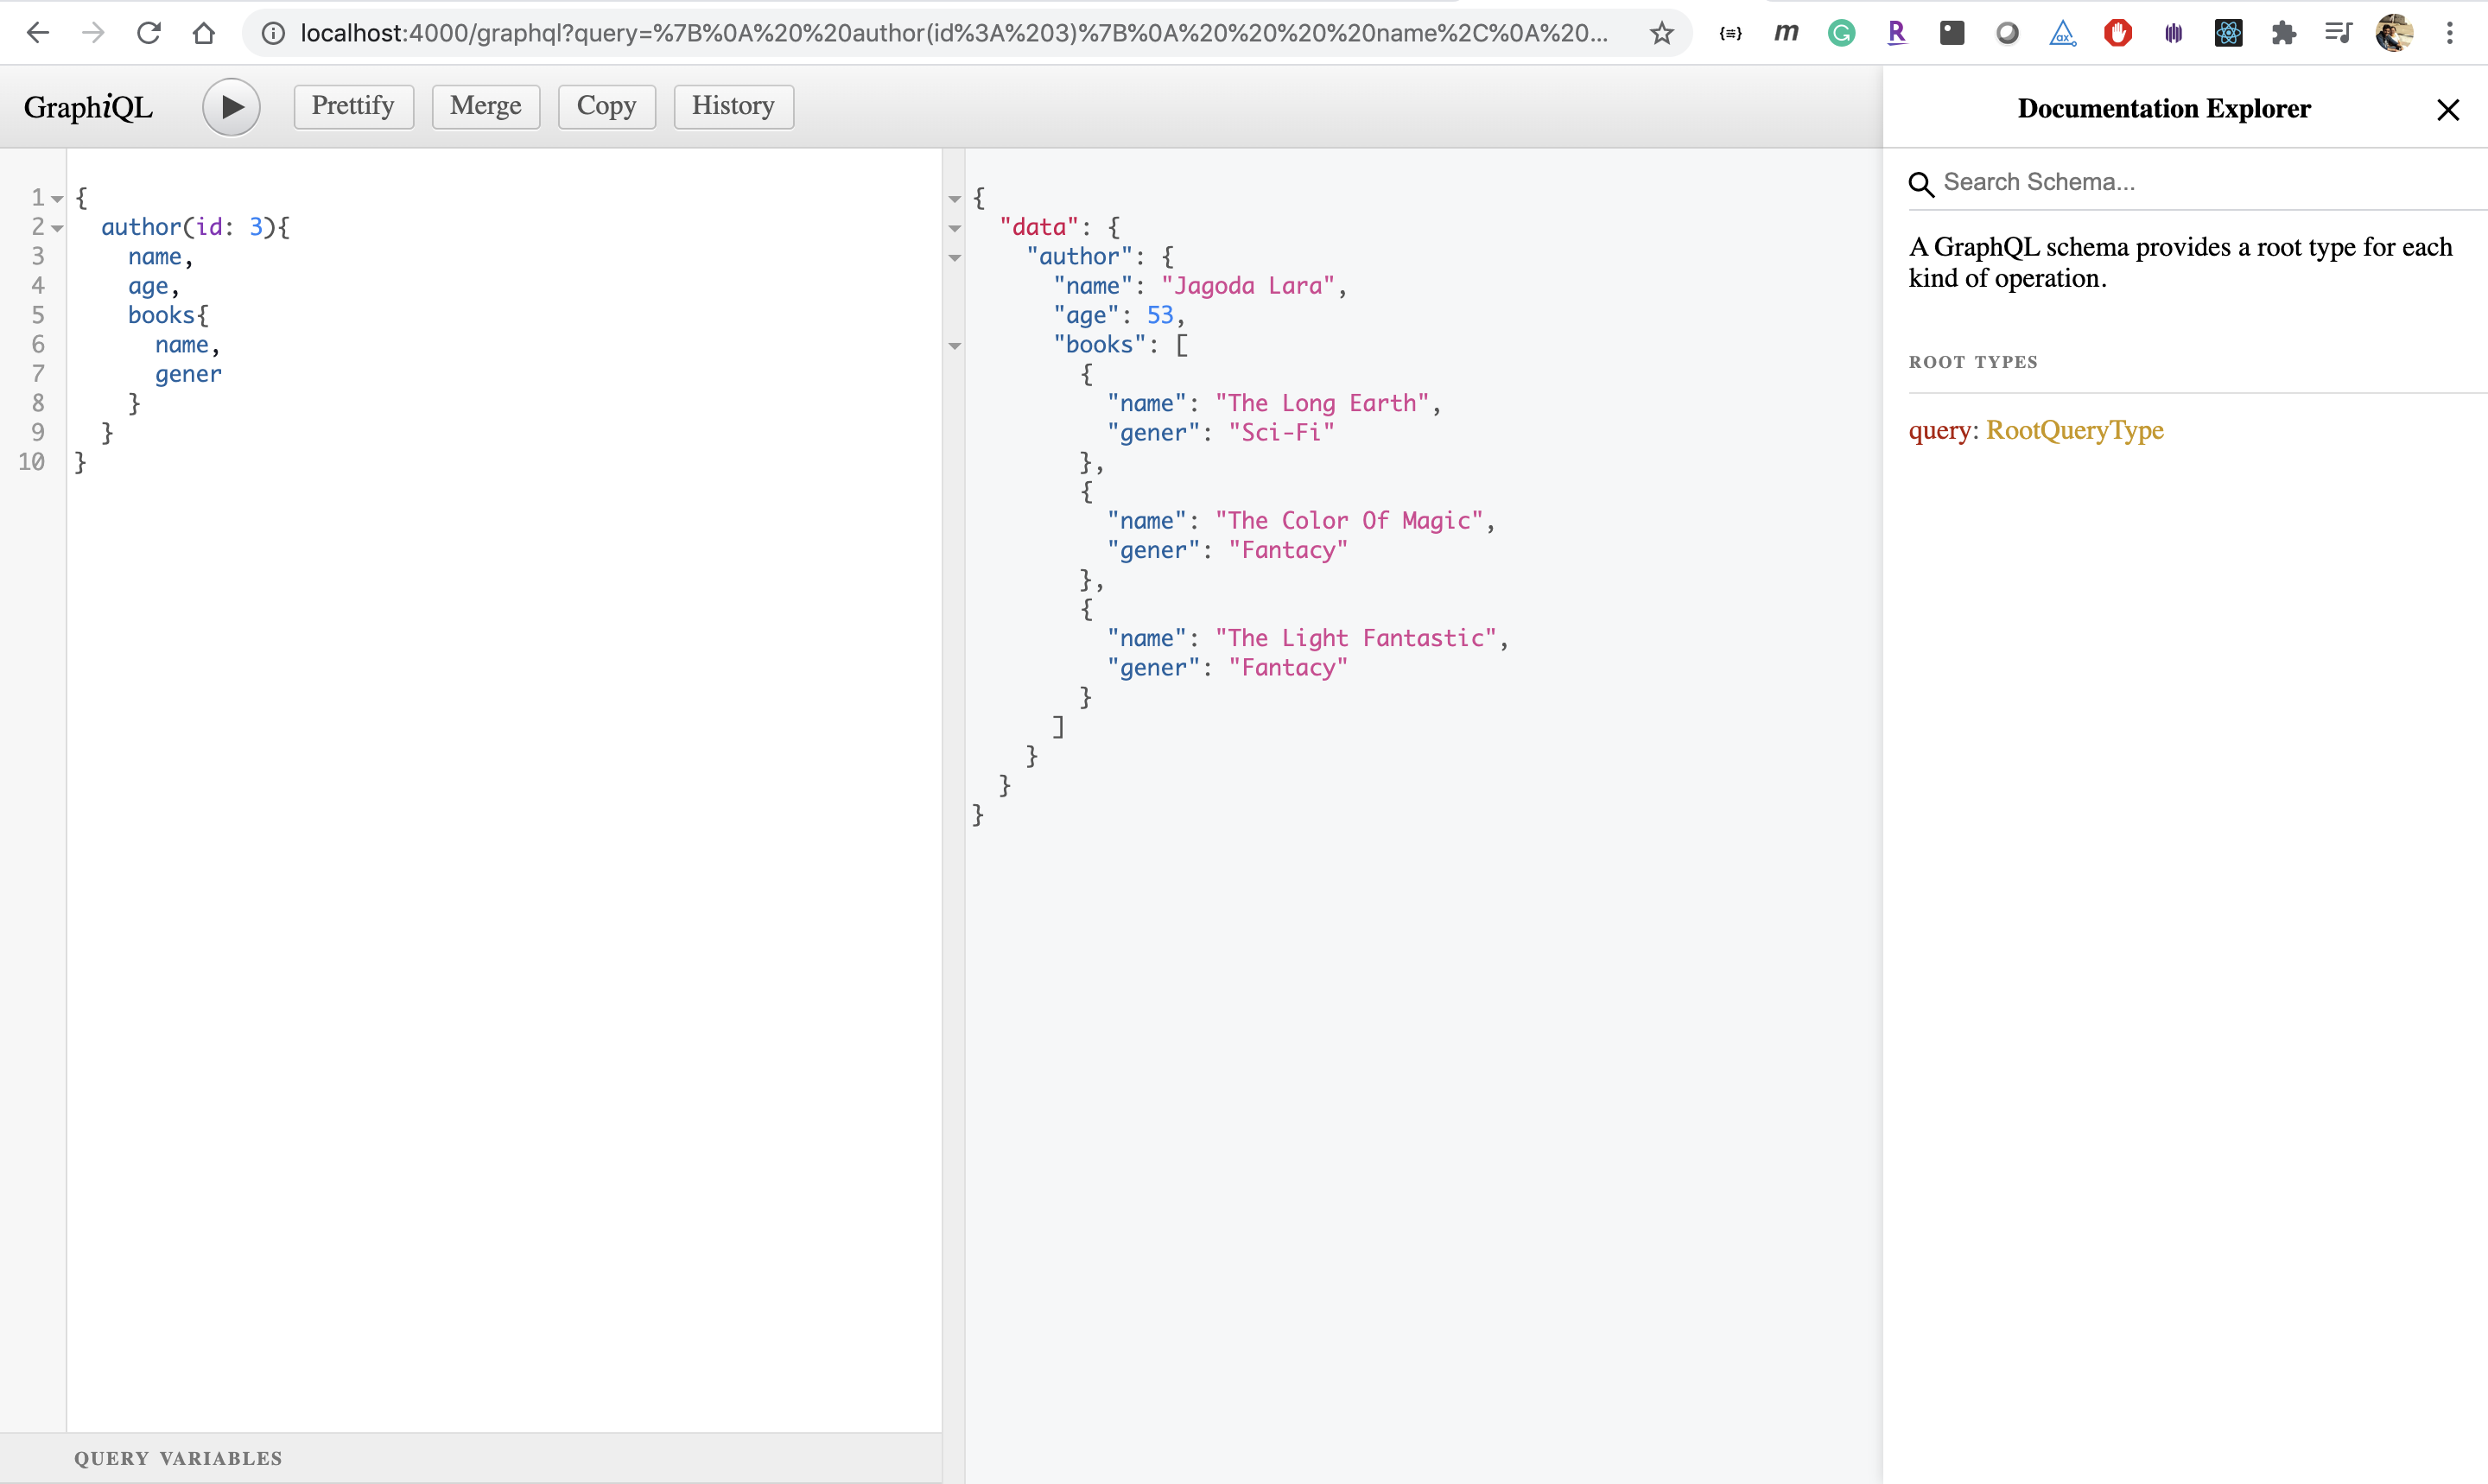 localhost:4000/graphql?query=%7B%0A%20%20author(id%3A%203)%7B%0A%20%20%20%20name%2C%0A%20...
GraphiQL Prettify Merge Copy History
1 {
2 author(id: 3){
3 name,
4 age,
5 books{
6 name,
7 gener
8 }
9 }
10 }
QUERY VARIABLES
{
"data": {
"author": {
"name": "Jagoda Lara",
"age": 53,
"books": [
{
"name": "The Long Earth",
"gener": "Sci-Fi"
},
{
"name": "The Color Of Magic",
"gener": "Fantacy"
},
{
"name": "The Light Fantastic",
"gener": "Fantacy"
}
]
}
}
}
Documentation Explorer
Search Schema...
A GraphQL schema provides a root type for each
kind of operation.
ROOT TYPES
query: RootQueryType